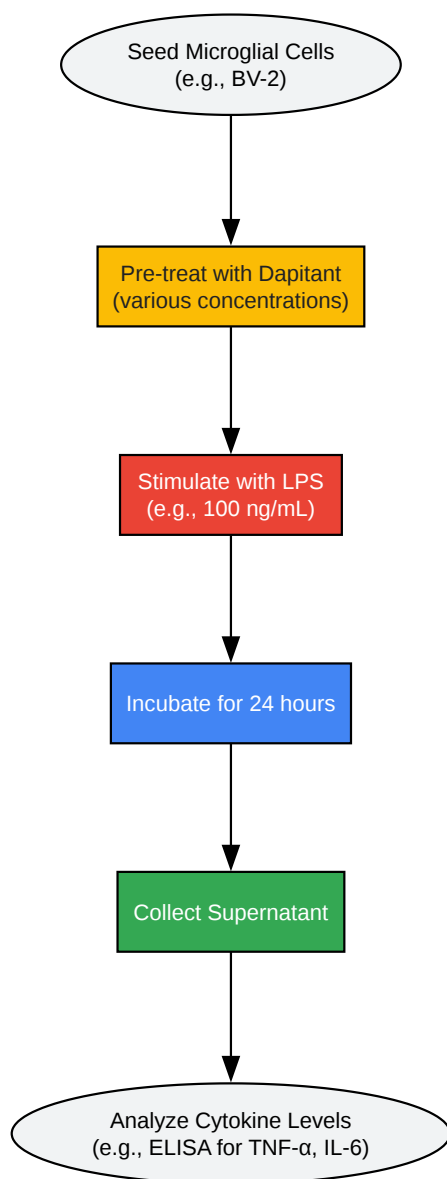 Seed Microglial Cells
(e.g., BV-2)
Pre-treat with Dapitant
(various concentrations)
Stimulate with LPS
(e.g., 100 ng/mL)
Incubate for 24 hours
Collect Supernatant
Analyze Cytokine Levels
(e.g., ELISA for TNF-α, IL-6)